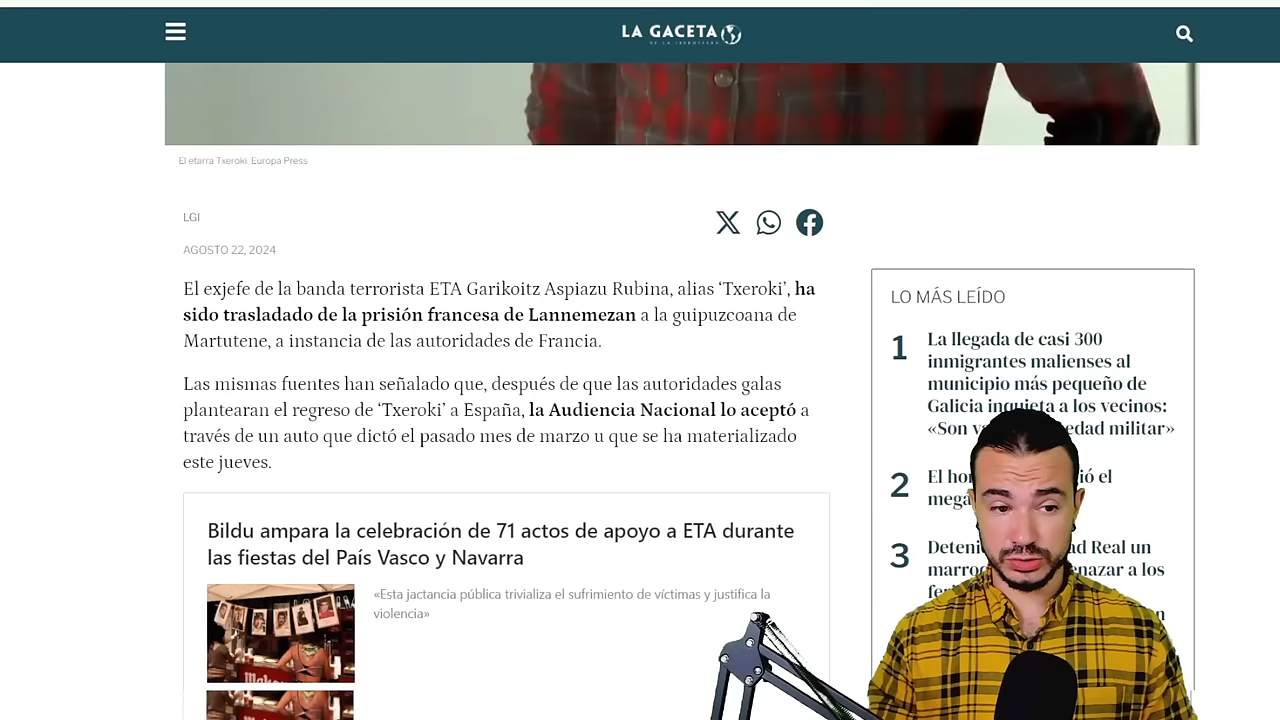 LA GACETA
DE LA IBEROSFERA
El etarra Txeroki. Europa Press
LGI
AGOSTO 22, 2024
El exjefe de la banda terrorista ETA Garikoitz Aspiazu Rubina, alias ‘Txeroki’, ha
sido trasladado de la prisión francesa de Lannemezan a la guipuzcoana de
Martutene, a instancia de las autoridades de Francia.
Las mismas fuentes han señalado que, después de que las autoridades galas
plantearan el regreso de ‘Txeroki’ a España, la Audiencia Nacional lo aceptó a
través de un auto que dictó el pasado mes de marzo u que se ha materializado
este jueves.
Bildu ampara la celebración de 71 actos de apoyo a ETA durante
las fiestas del País Vasco y Navarra
«Esta jactancia pública trivializa el sufrimiento de víctimas y justifica la
violencia»
LO MÁS LEÍDO
1
La llegada de casi 300
inmigrantes malienses al
municipio más pequeño de
Galicia inquieta a los vecinos:
«Son edad militar»
2
El
el
3
Real un
a los